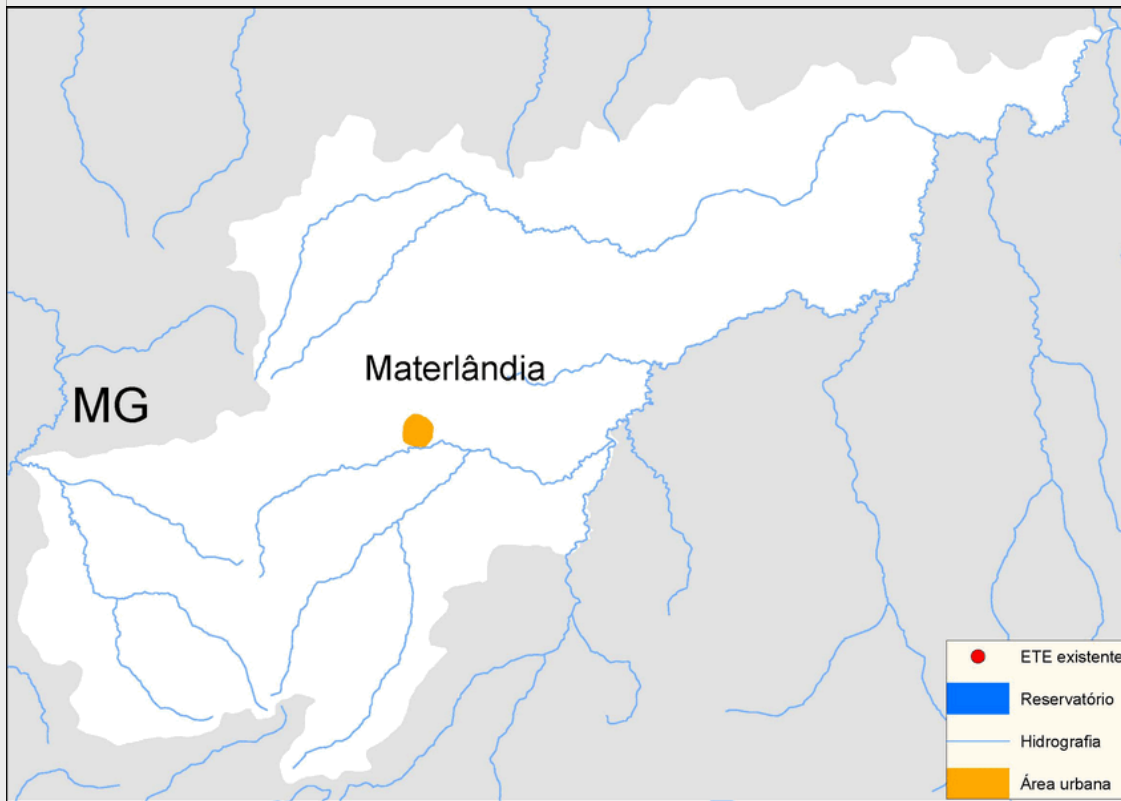 Materlândia
MG
ETE existente
Reservatório
Hidrografia
Área urbana